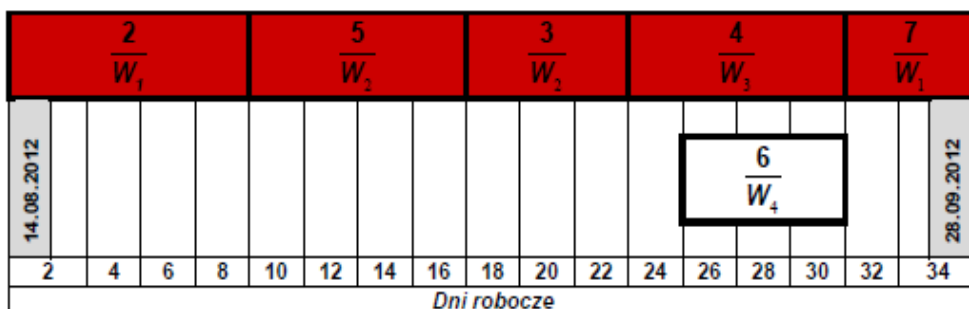 2 5 3 4 7
W₁ W₂ W₂ W₃ W₁
14.08.2012
6
W₄
28.09.2012
2 4 6 8 10 12 14 16 18 20 22 24 26 28 30 32 34
Dni robocze